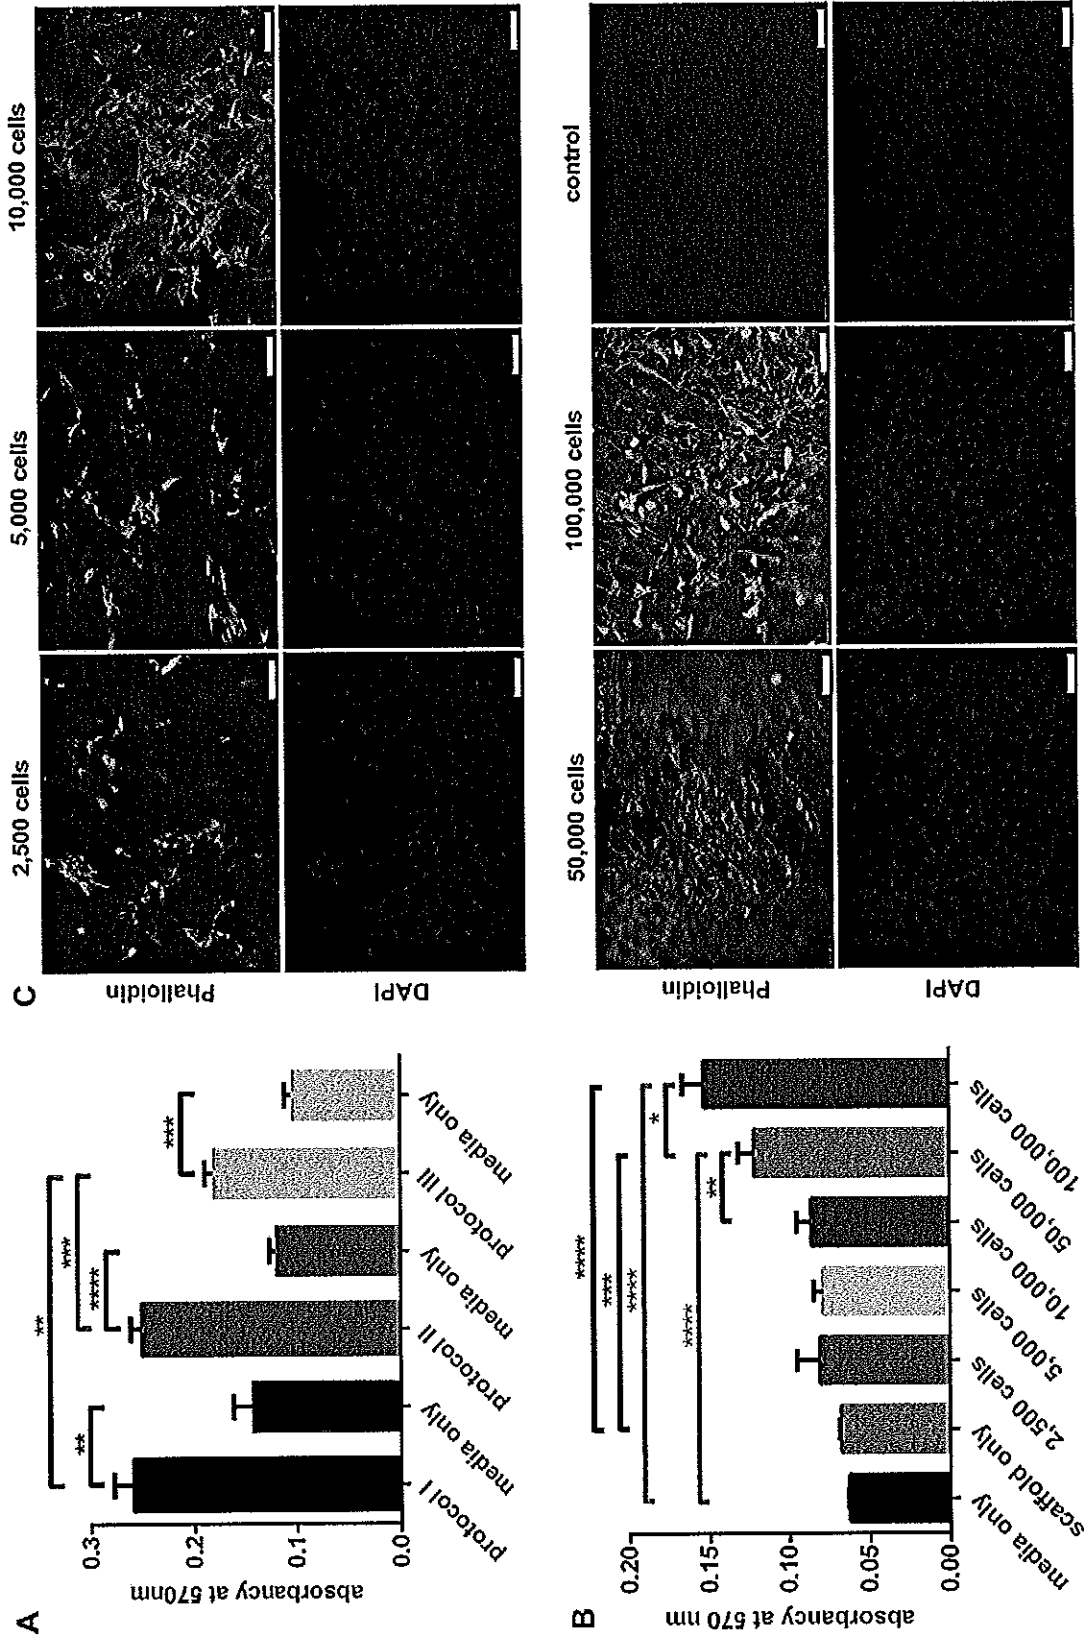 A
absorbancy at 570nm
0.3
0.2
0.1
0.0
**
***
****
**
***
protocol I
media only
protocol II
media only
protocol III
media only
B
absorbancy at 570 nm
0.20
0.15
0.10
0.05
0.00
****
***
****
****
*
**
media only
scaffold only
2,500 cells
5,000 cells
10,000 cells
50,000 cells
100,000 cells
C
2,500 cells
5,000 cells
10,000 cells
Phalloidin
DAPI
50,000 cells
100,000 cells
control
Phalloidin
DAPI